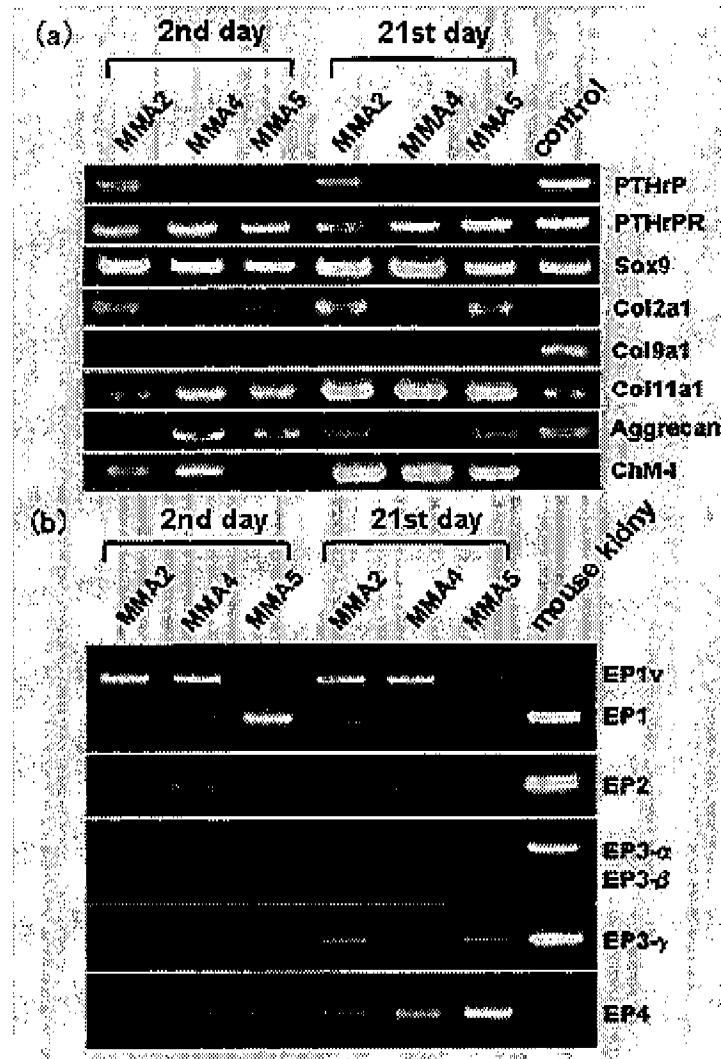 (a)
2nd day 21st day
MMA2 MMA4 MMA5 MMA2 MMA4 MMA5 control
PTHrP
PTHrPR
Sox9
Col2a1
Col9a1
Col11a1
Aggrecan
ChM-I
(b)
2nd day 21st day
MMA2 MMA4 MMA5 MMA2 MMA4 MMA5 mouse kidny
EP1v
EP1
EP2
EP3-α
EP3-β
EP3-γ
EP4